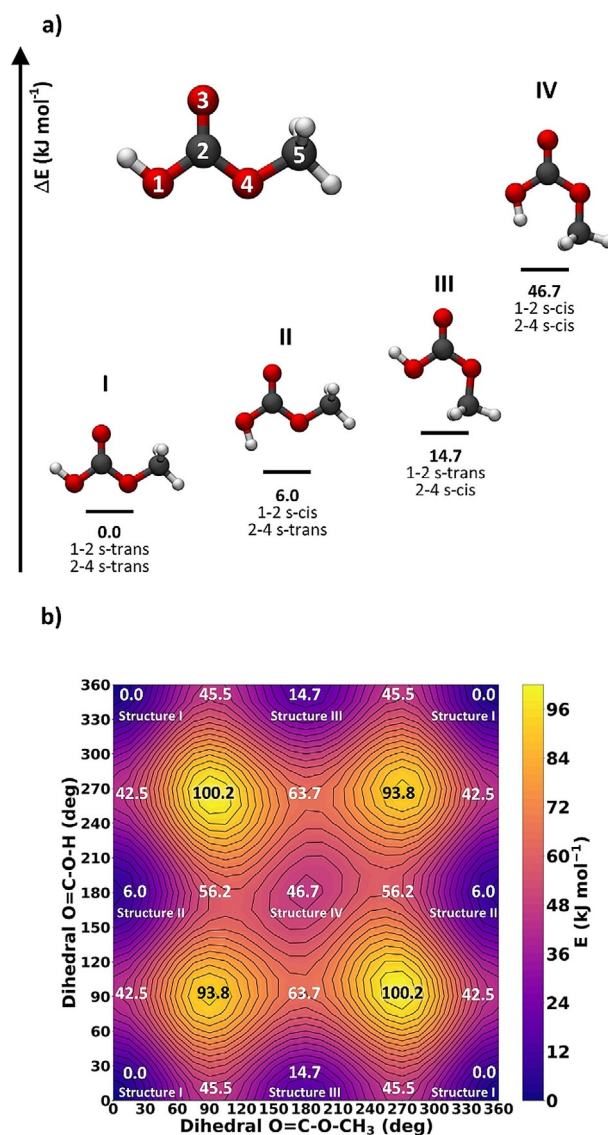 a)
ΔE (kJ mol⁻¹)
3
2
5
1
4
IV
46.7
1-2 s-cis
2-4 s-cis
III
14.7
1-2 s-trans
2-4 s-cis
II
6.0
1-2 s-cis
2-4 s-trans
I
0.0
1-2 s-trans
2-4 s-trans
b)
Dihedral O=C-O-H (deg)
360
330
300
270
240
210
180
150
120
90
60
30
0
0.0 45.5 14.7 45.5 0.0
Structure I Structure III Structure I
42.5 100.2 63.7 93.8 42.5
6.0 56.2 46.7 56.2 6.0
Structure II Structure IV Structure II
42.5 93.8 63.7 100.2 42.5
0.0 45.5 14.7 45.5 0.0
Structure I Structure III Structure I
0 30 60 90 120 150 180 210 240 270 300 330 360
Dihedral O=C-O-CH₃ (deg)
96
84
72
60
48
36
24
12
0
E (kJ mol⁻¹)